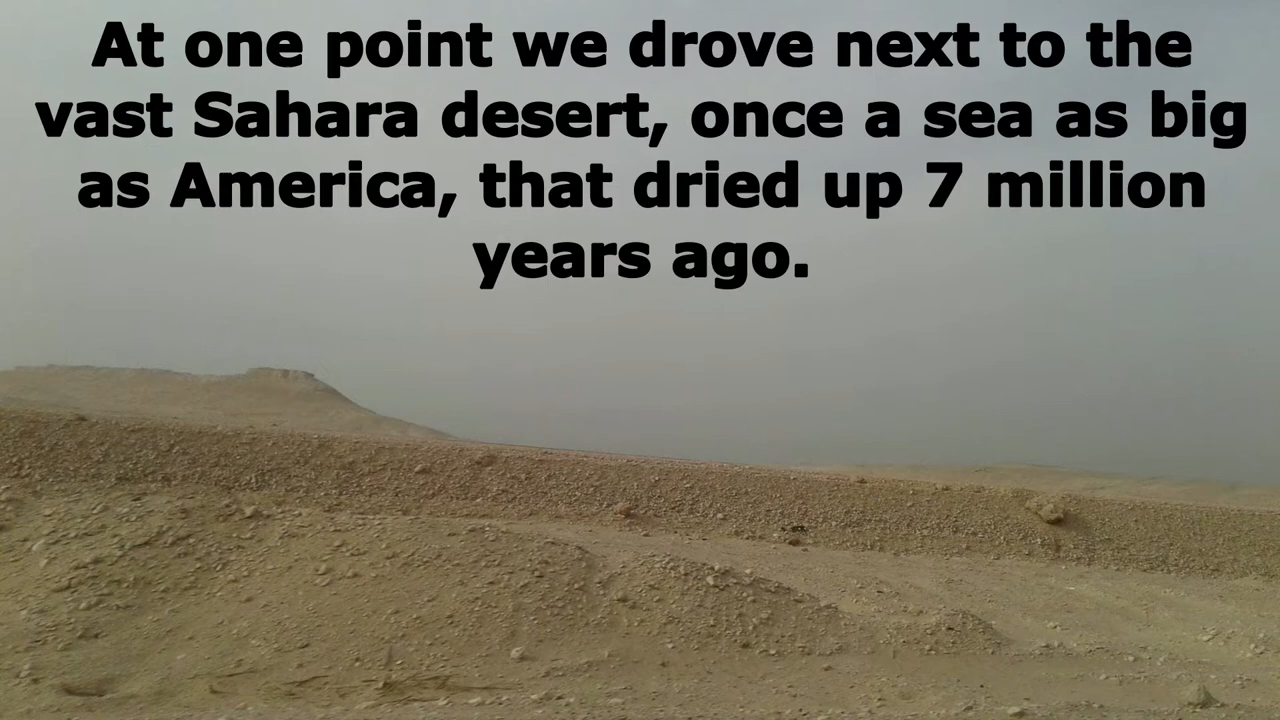 At one point we drove next to the
vast Sahara desert, once a sea as big
as America, that dried up 7 million
years ago.